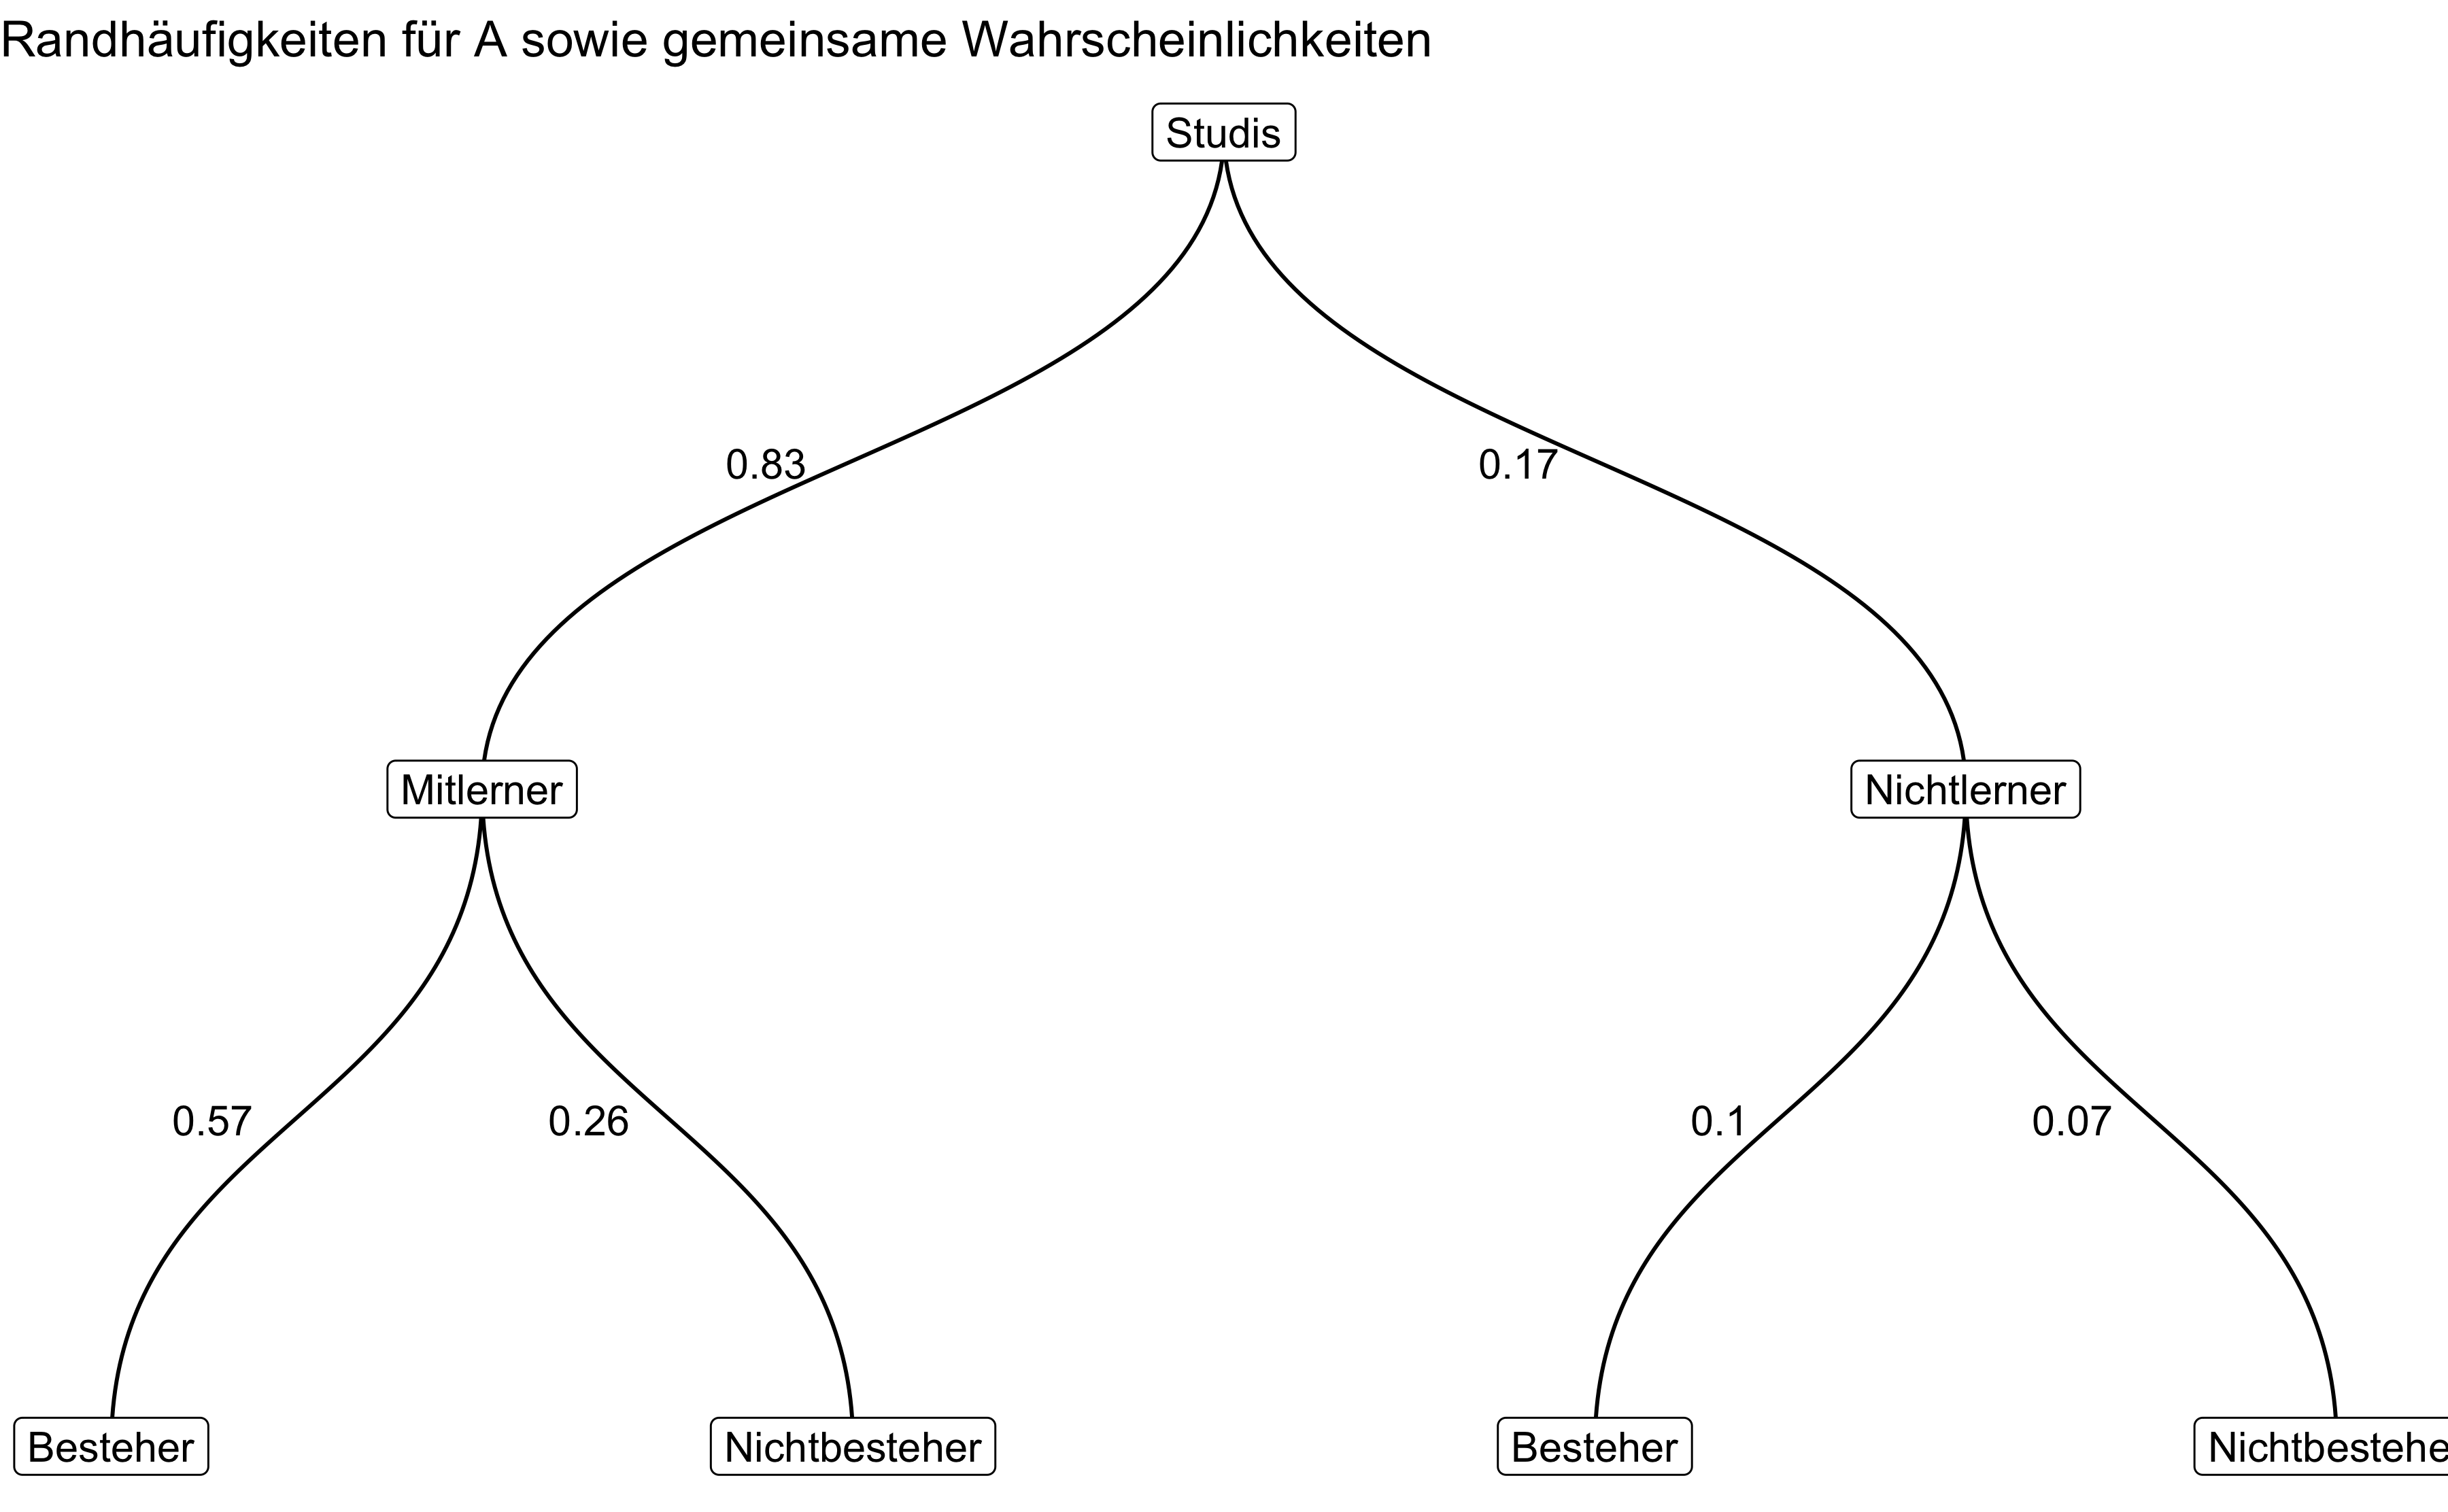 Randhäufigkeiten für A sowie gemeinsame Wahrscheinlichkeiten
Studis
0.83
0.17
Mitlerner
Nichtlerner
0.57
0.26
0.1
0.07
Besteher
Nichtbesteher
Besteher
Nichtbestehe